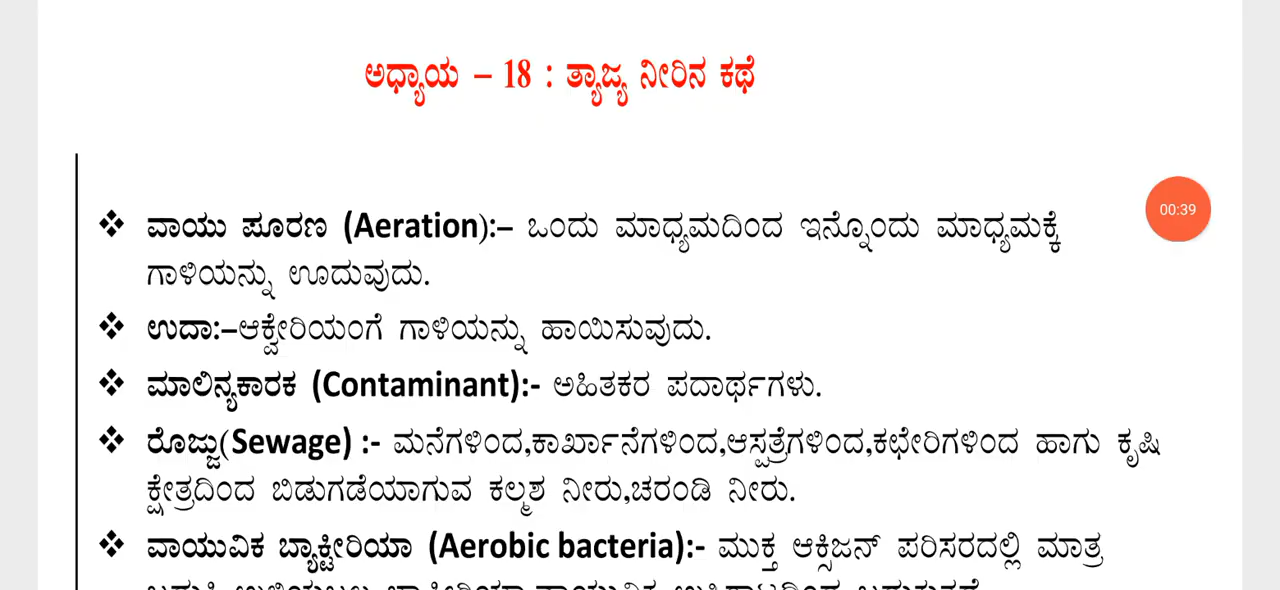 ಅಧ್ಯಾಯ – 18 : ತ್ಯಾಜ್ಯ ನೀರಿನ ಕಥೆ
00:39
❖ ವಾಯು ಪೂರಣ (Aeration):– ಒಂದು ಮಾಧ್ಯಮದಿಂದ ಇನ್ನೊಂದು ಮಾಧ್ಯಮಕ್ಕೆ
ಗಾಳಿಯನ್ನು ಊದುವುದು.
❖ ಉದಾ:–ಆಕ್ವೇರಿಯಂಗೆ ಗಾಳಿಯನ್ನು ಹಾಯಿಸುವುದು.
❖ ಮಾಲಿನ್ಯಕಾರಕ (Contaminant):- ಅಹಿತಕರ ಪದಾರ್ಥಗಳು.
❖ ರೊಜ್ಜು(Sewage) :- ಮನೆಗಳಿಂದ,ಕಾರ್ಖಾನೆಗಳಿಂದ,ಆಸ್ಪತ್ರೆಗಳಿಂದ,ಕಛೇರಿಗಳಿಂದ ಹಾಗು ಕೃಷಿ
ಕ್ಷೇತ್ರದಿಂದ ಬಿಡುಗಡೆಯಾಗುವ ಕಲ್ಮಶ ನೀರು,ಚರಂಡಿ ನೀರು.
❖ ವಾಯುವಿಕ ಬ್ಯಾಕ್ಟೀರಿಯಾ (Aerobic bacteria):- ಮುಕ್ತ ಆಕ್ಸಿಜನ್ ಪರಿಸರದಲ್ಲಿ ಮಾತ್ರ